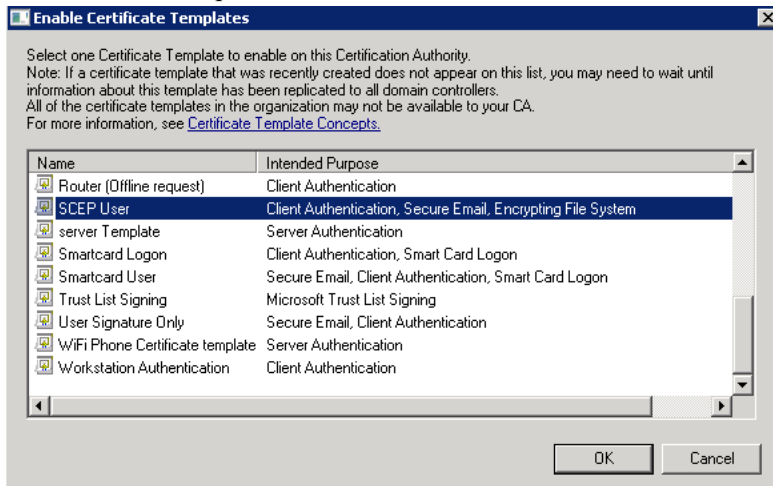 Enable Certificate Templates
Select one Certificate Template to enable on this Certification Authority.
Note: If a certificate template that was recently created does not appear on this list, you may need to wait until
information about this template has been replicated to all domain controllers.
All of the certificate templates in the organization may not be available to your CA.
For more information, see Certificate Template Concepts.
Name Intended Purpose
Router (Offline request) Client Authentication
SCEP User Client Authentication, Secure Email, Encrypting File System
server Template Server Authentication
Smartcard Logon Client Authentication, Smart Card Logon
Smartcard User Secure Email, Client Authentication, Smart Card Logon
Trust List Signing Microsoft Trust List Signing
User Signature Only Secure Email, Client Authentication
WiFi Phone Certificate template Server Authentication
Workstation Authentication Client Authentication
OK Cancel